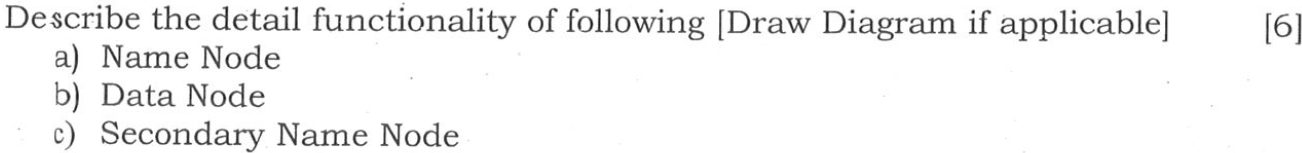 Describe the detail functionality of following [Draw Diagram if applicable] [6]
a) Name Node
b) Data Node
c) Secondary Name Node